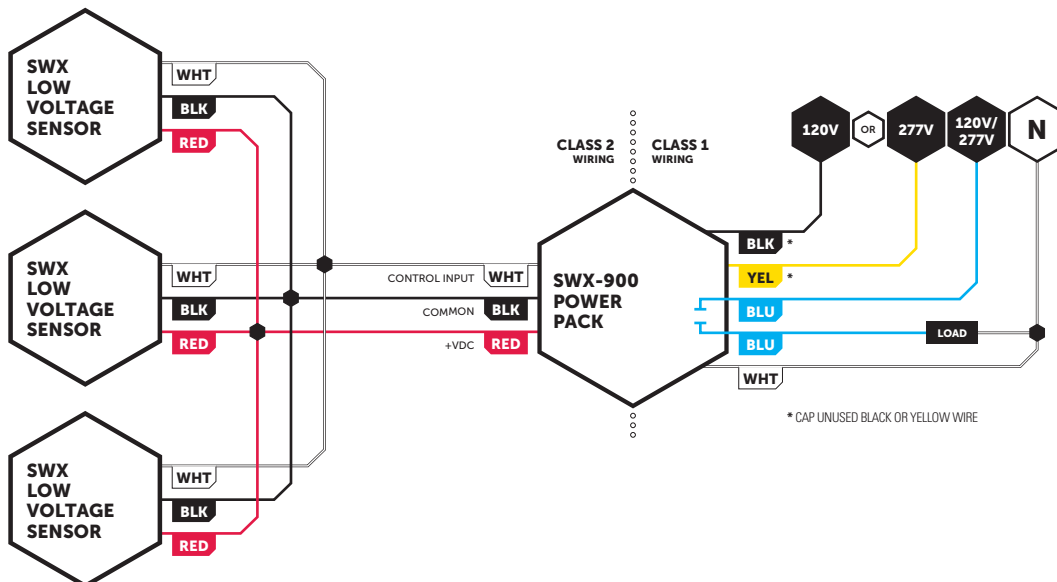 SWX
LOW
VOLTAGE
SENSOR
WHT
BLK
RED
SWX
LOW
VOLTAGE
SENSOR
WHT
BLK
RED
SWX
LOW
VOLTAGE
SENSOR
WHT
BLK
RED
CONTROL INPUT WHT
COMMON BLK
+VDC RED
CLASS 2
WIRING
CLASS 1
WIRING
SWX-900
POWER
PACK
120V OR 277V 120V/
277V
N
BLK *
YEL *
BLU
BLU LOAD
WHT
* CAP UNUSED BLACK OR YELLOW WIRE